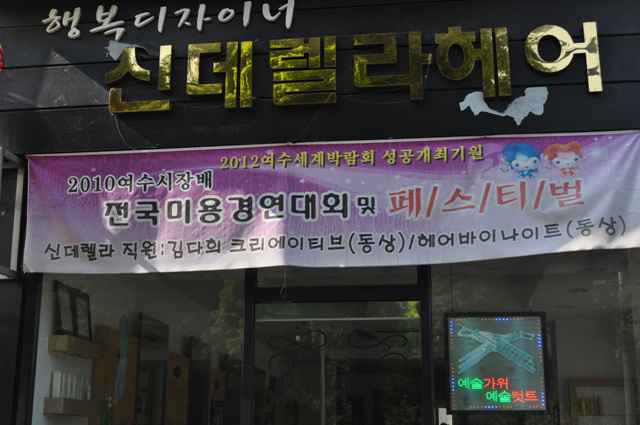 행복디자이너
신데렐라헤어
2012여수세계박람회 성공개최기원
2010여수시장배
전국미용경연대회 및 페/스/티/벌
신데렐라 직원:김다희 크리에이티브(동상)/헤어바이나이트(동상)
예술가위
예술컷트